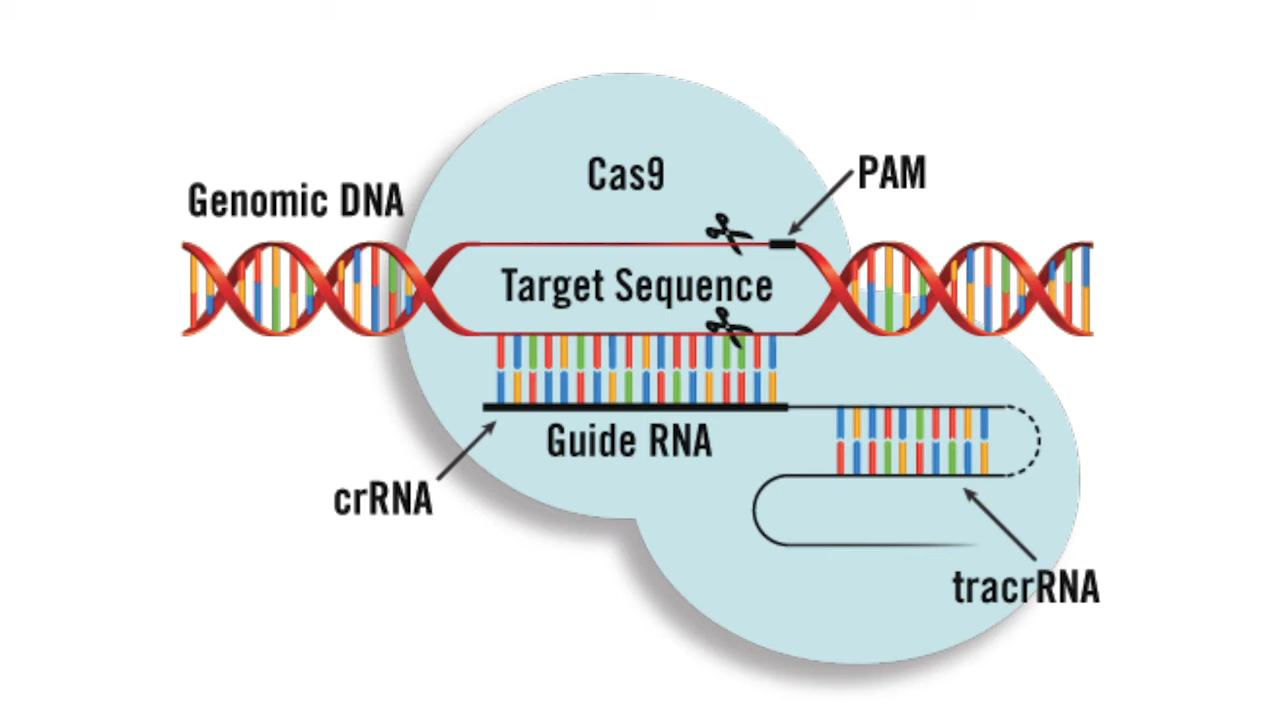 Cas9
PAM
Genomic DNA
Target Sequence
Guide RNA
crRNA
tracrRNA